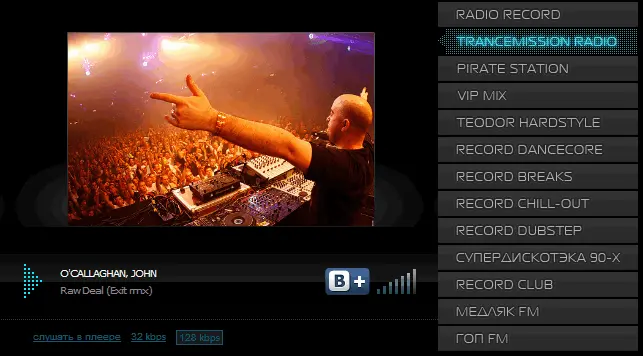 RADIO RECORD
TRANCEMISSION RADIO
PIRATE STATION
VIP MIX
TEODOR HARDSTYLE
RECORD DANCECORE
RECORD BREAKS
RECORD CHILL-OUT
RECORD DUBSTEP
СУПЕРДИСКОТЭКА 90-Х
RECORD CLUB
МЕДЛЯК FM
ГОП FM
O'CALLAGHAN, JOHN
Raw Deal (Exit rmx)
B+
слушать в плеере 32 kbps 128 kbps